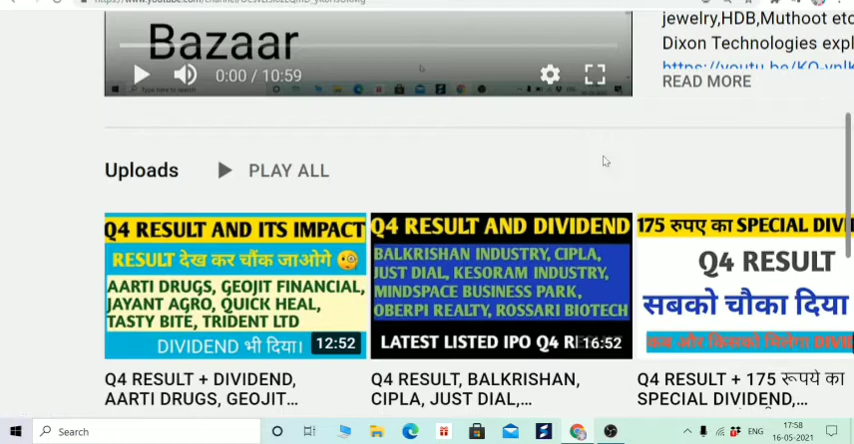 jewelry,HDB,Muthoot etc
Dixon Technologies expl
READ MORE
Bazaar
0:00 / 10:59
Uploads
PLAY ALL
Q4 RESULT AND ITS IMPACT
RESULT देख कर चौंक जाओगे
AARTI DRUGS, GEOJIT FINANCIAL,
JAYANT AGRO, QUICK HEAL,
TASTY BITE, TRIDENT LTD
DIVIDEND भी दिया।
12:52
Q4 RESULT + DIVIDEND,
AARTI DRUGS, GEOJIT...
Q4 RESULT AND DIVIDEND
BALKRISHAN INDUSTRY, CIPLA,
JUST DIAL, KESORAM INDUSTRY,
MINDSPACE BUSINESS PARK,
OBERPI REALTY, ROSSARI BIOTECH
LATEST LISTED IPO Q4 R
16:52
Q4 RESULT, BALKRISHAN,
CIPLA, JUST DIAL,...
175 रुपए का SPECIAL DIVI
Q4 RESULT
सबको चौका दिया
कब और किसको मिलेगा DIVID
Q4 RESULT + 175 रूपये का
SPECIAL DIVIDEND,...
Search
ENG
17:58
16-05-2021